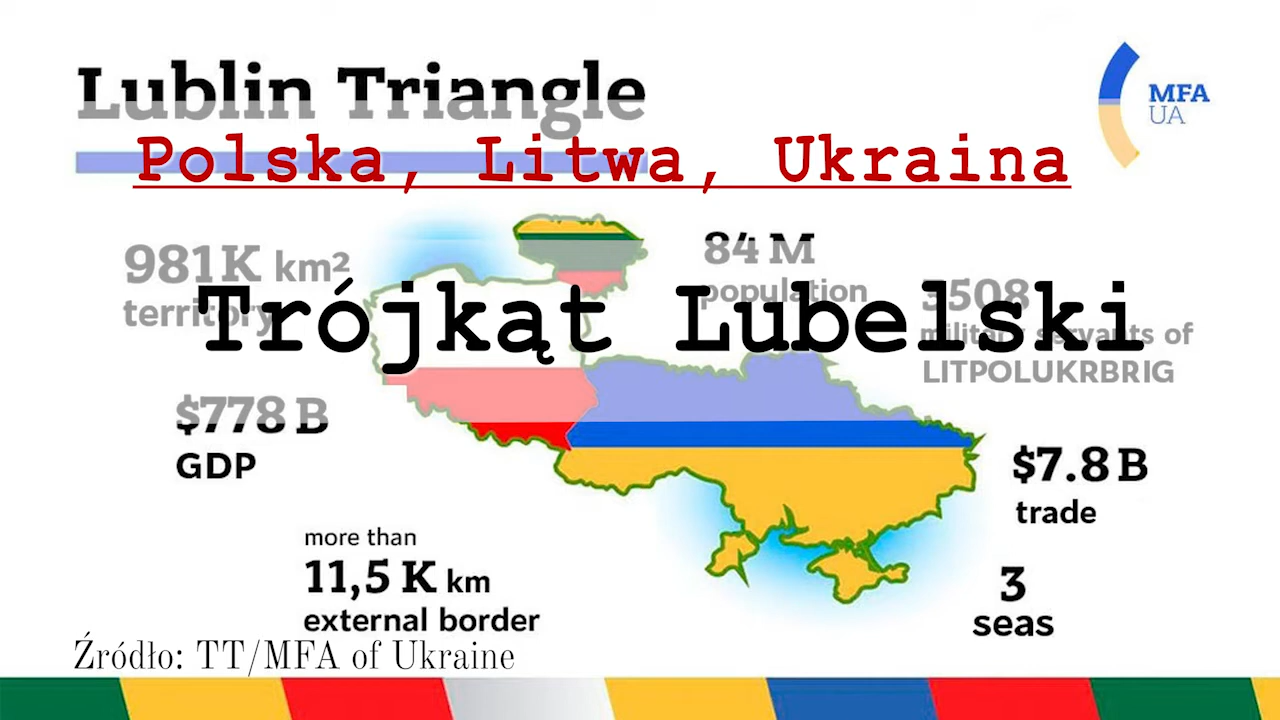 Lublin Triangle
MFA
UA
Polska, Litwa, Ukraina
981K km²
territory
84 M
population
3508
military servants of
LITPOLUKRBRIG
Trójkąt Lubelski
$778 B
GDP
$7.8 B
trade
more than
11,5 K km
external border
3
seas
Źródło: TT/MFA of Ukraine